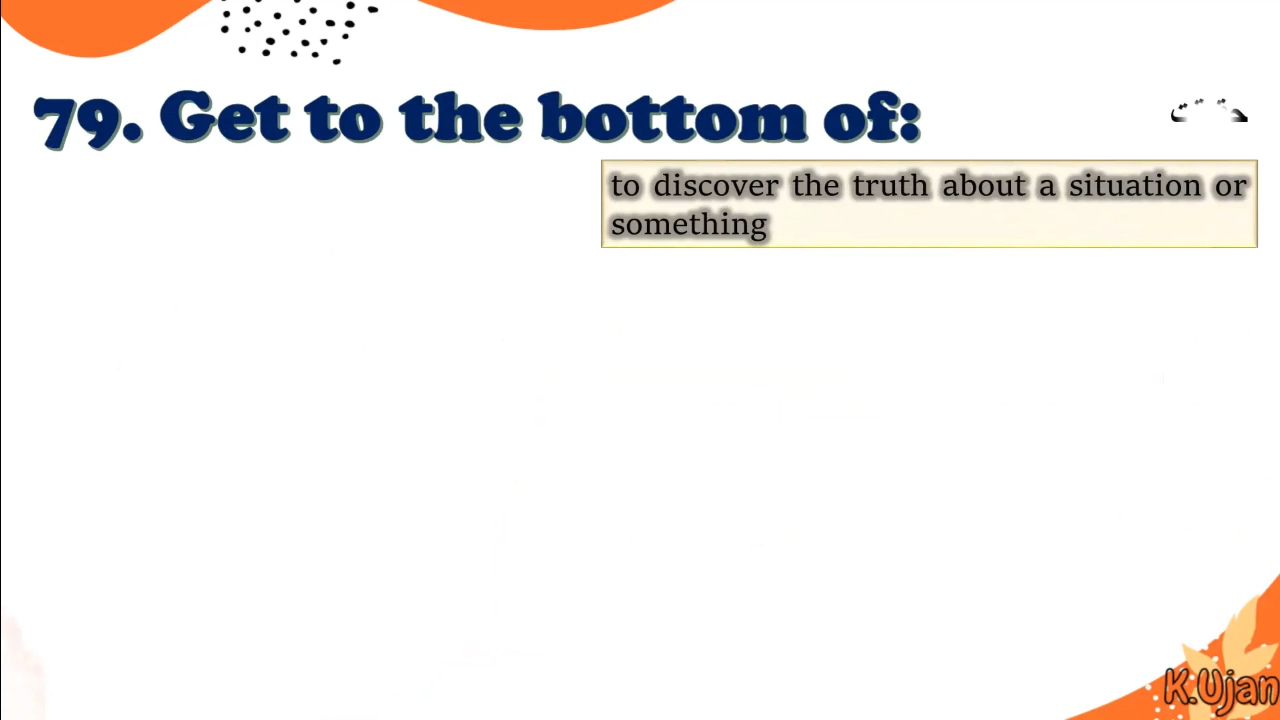 79. Get to the bottom of:
to discover the truth about a situation or
something
K.Ujan